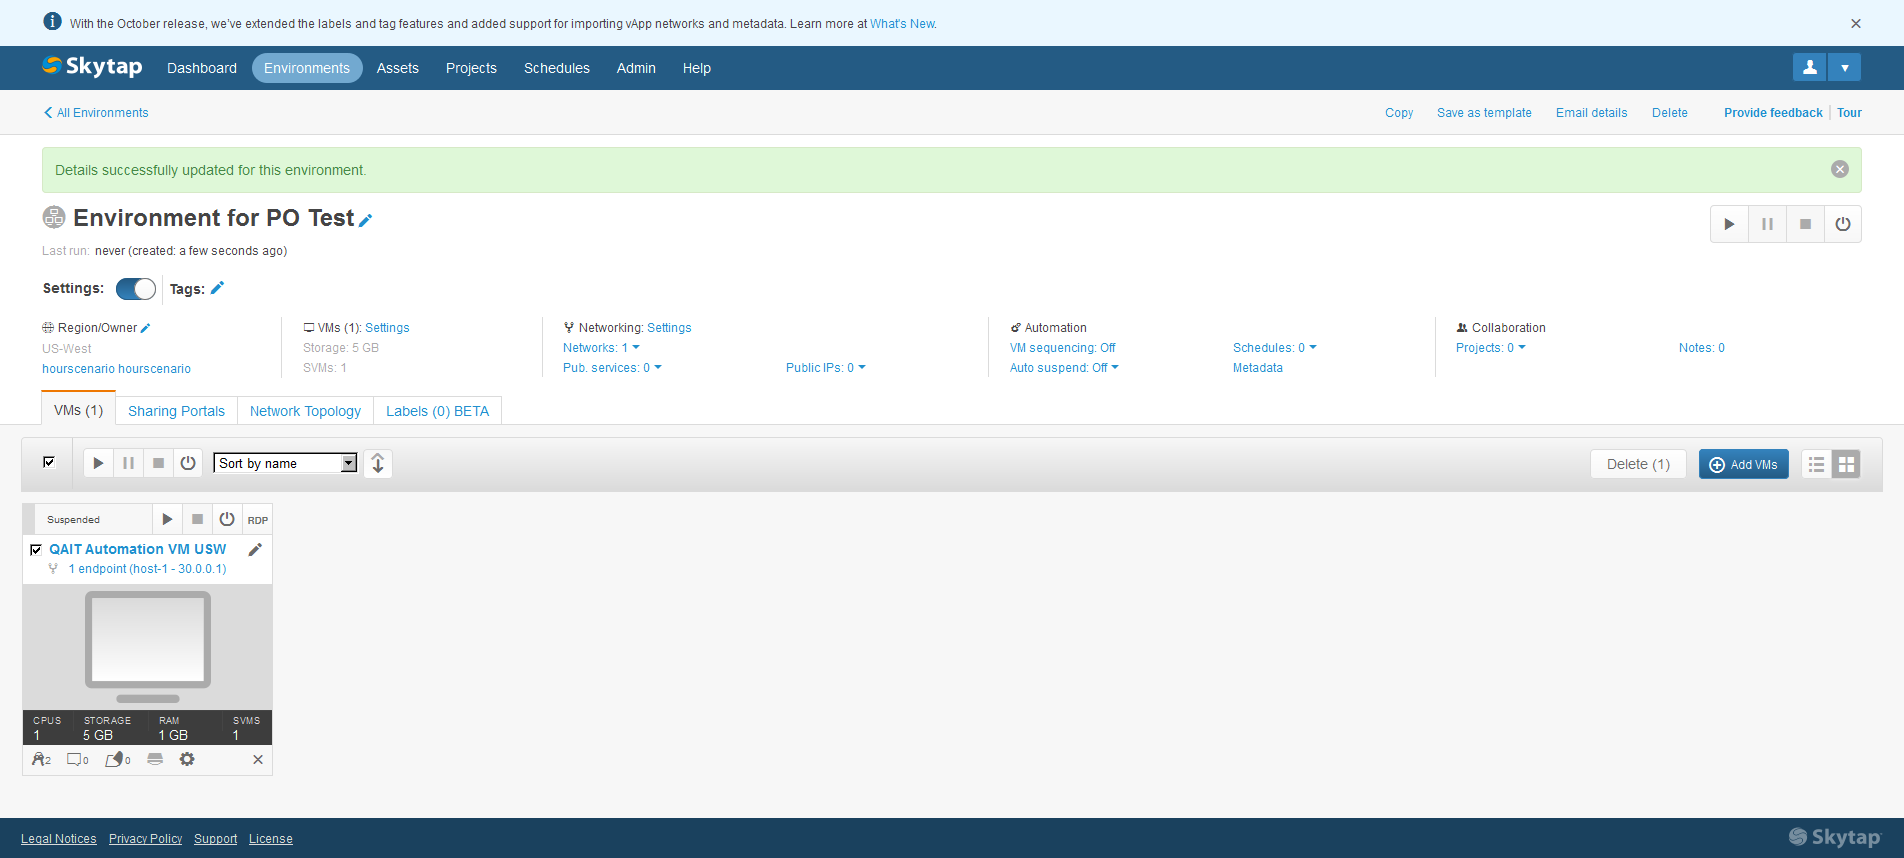 With the October release, we've extended the labels and tag features and added support for importing vApp networks and metadata. Learn more at What's New.
Skytap Dashboard Environments Assets Projects Schedules Admin Help
All Environments Copy Save as template Email details Delete Provide feedback Tour
Details successfully updated for this environment.
Environment for PO Test
Last run: never (created: a few seconds ago)
Settings: Tags:
Region/Owner VMs (1): Settings Networking: Settings Automation Collaboration
US-West Storage: 5 GB Networks: 1 VM sequencing: Off Schedules: 0 Projects: 0 Notes: 0
hourscenario hourscenario SVMs: 1 Pub. services: 0 Public IPs: 0 Auto suspend: Off Metadata
VMs (1) Sharing Portals Network Topology Labels (0) BETA
Sort by name Delete (1) Add VMs
Suspended RDP
QAIT Automation VM USW
1 endpoint (host-1 - 30.0.0.1)
CPUS STORAGE RAM SVMS
1 5 GB 1 GB 1
2 0 0
Legal Notices Privacy Policy Support License Skytap